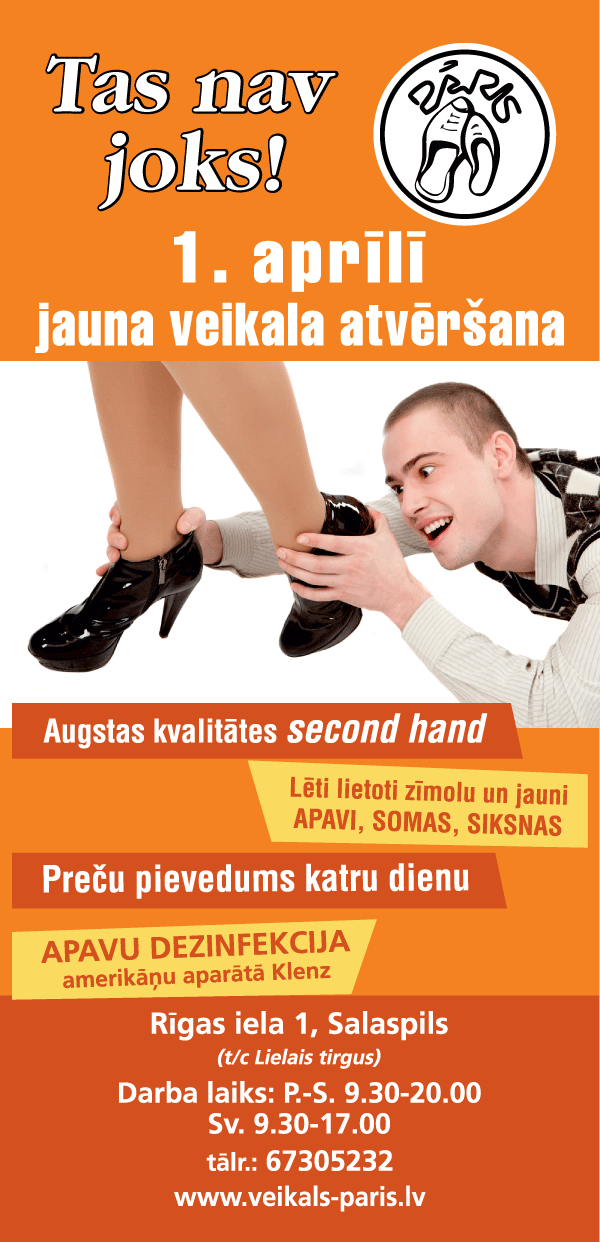 Tas nav
joks!
PĀRIS
1. aprīlī
jauna veikala atvēršana
Augstas kvalitātes second hand
Lēti lietoti zīmolu un jauni
APAVI, SOMAS, SIKSNAS
Preču pievedums katru dienu
APAVU DEZINFEKCIJA
amerikāņu aparātā Klenz
Rīgas iela 1, Salaspils
(t/c Lielais tirgus)
Darba laiks: P.-S. 9.30-20.00
Sv. 9.30-17.00
tālr.: 67305232
www.veikals-paris.lv